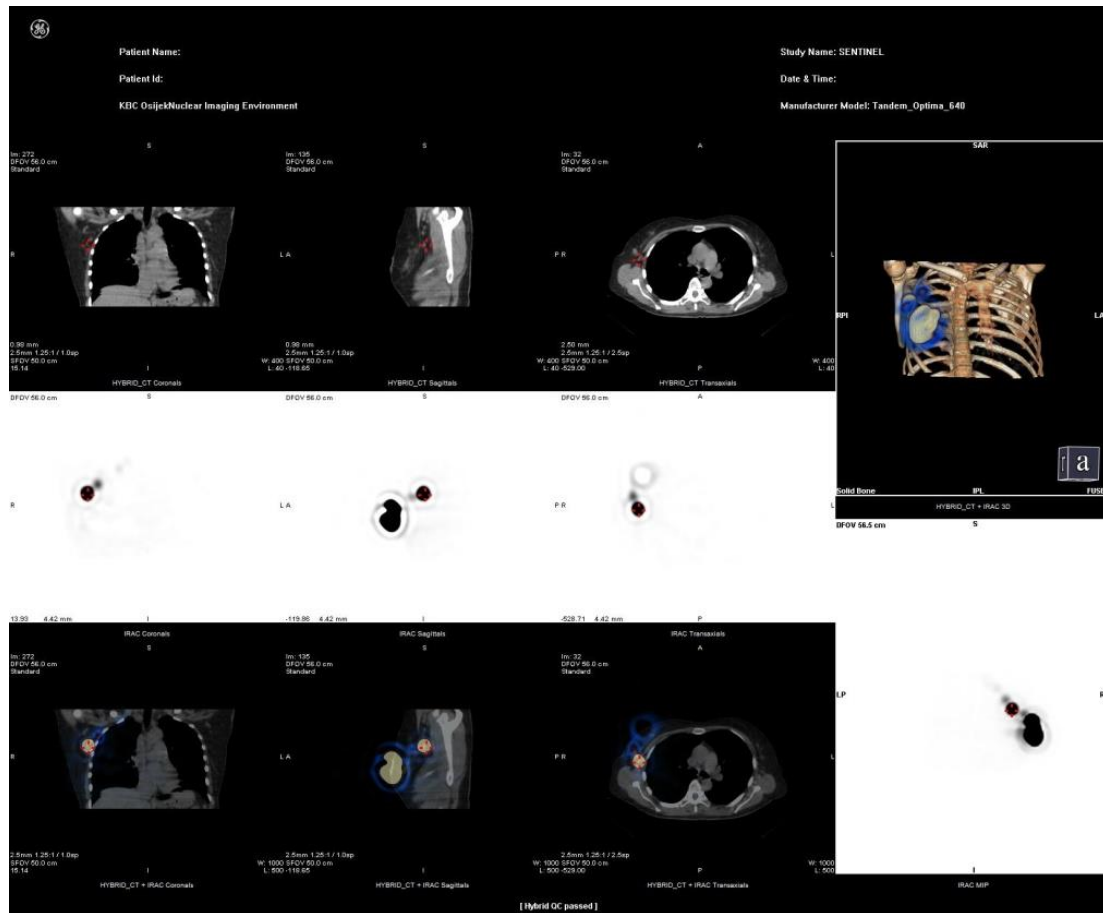 Patient Name:
Study Name: SENTINEL
Patient Id:
Date & Time:
KBC OsijekNuclear Imaging Environment
Manufacturer Model: Tandem_Optima_640
S
Im: 272
DFOV 56.0 cm
Standard
R
L
0.98 mm
2.5mm 1.25:1 / 1.0sp
SFOV 50.0 cm
15.14
I
W: 400
L: 40
HYBRID_CT Coronals
S
Im: 135
DFOV 56.0 cm
Standard
A
P
0.98 mm
2.5mm 1.25:1 / 1.0sp
SFOV 50.0 cm
-118.65
I
W: 400
L: 40
HYBRID_CT Sagittals
A
Im: 32
DFOV 56.0 cm
Standard
R
L
2.50 mm
2.5mm 1.25:1 / 2.5sp
SFOV 50.0 cm
-529.00
P
W: 400
L: 40
HYBRID_CT Transaxials
SAR
RPI
LA
a
Solid Bone
IPL
FUSE
HYBRID_CT + IRAC 3D
DFOV 56.0 cm
S
R
L
13.93
4.42 mm
I
IRAC Coronals
DFOV 56.0 cm
S
A
P
-119.86
4.42 mm
I
IRAC Sagittals
DFOV 56.0 cm
A
R
L
-528.71
4.42 mm
P
IRAC Transaxials
S
Im: 272
DFOV 56.0 cm
Standard
R
L
2.5mm 1.25:1 / 1.0sp
SFOV 50.0 cm
15.14
I
W: 1000
L: 500
HYBRID_CT + IRAC Coronals
S
Im: 135
DFOV 56.0 cm
Standard
A
P
2.5mm 1.25:1 / 1.0sp
SFOV 50.0 cm
-118.65
I
W: 1000
L: 500
HYBRID_CT + IRAC Sagittals
A
Im: 32
DFOV 56.0 cm
Standard
R
L
2.5mm 1.25:1 / 2.5sp
SFOV 50.0 cm
-529.00
P
W: 1000
L: 500
HYBRID_CT + IRAC Transaxials
DFOV 56.5 cm
S
LP
R
I
IRAC MIP
[ Hybrid QC passed ]